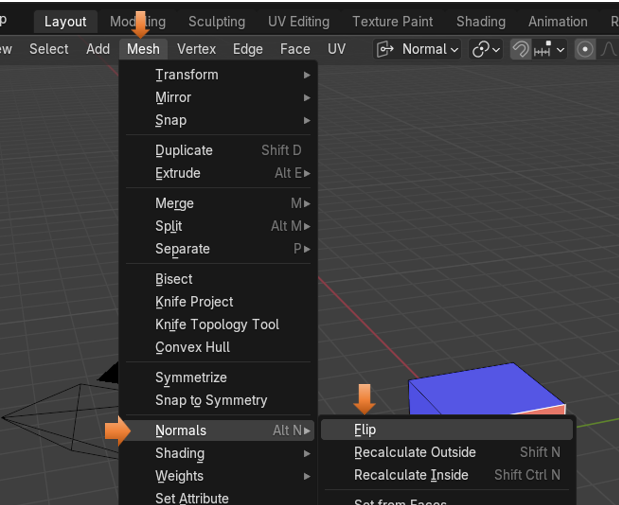 p Layout Modeling Sculpting UV Editing Texture Paint Shading Animation R
ew Select Add Mesh Vertex Edge Face UV Normal
Transform
Mirror
Snap
Duplicate Shift D
Extrude Alt E
Merge M
Split Alt M
Separate P
Bisect
Knife Project
Knife Topology Tool
Convex Hull
Symmetrize
Snap to Symmetry
Normals Alt N
Flip
Shading
Recalculate Outside Shift N
Weights
Recalculate Inside Shift Ctrl N
Set Attribute
Set from Faces